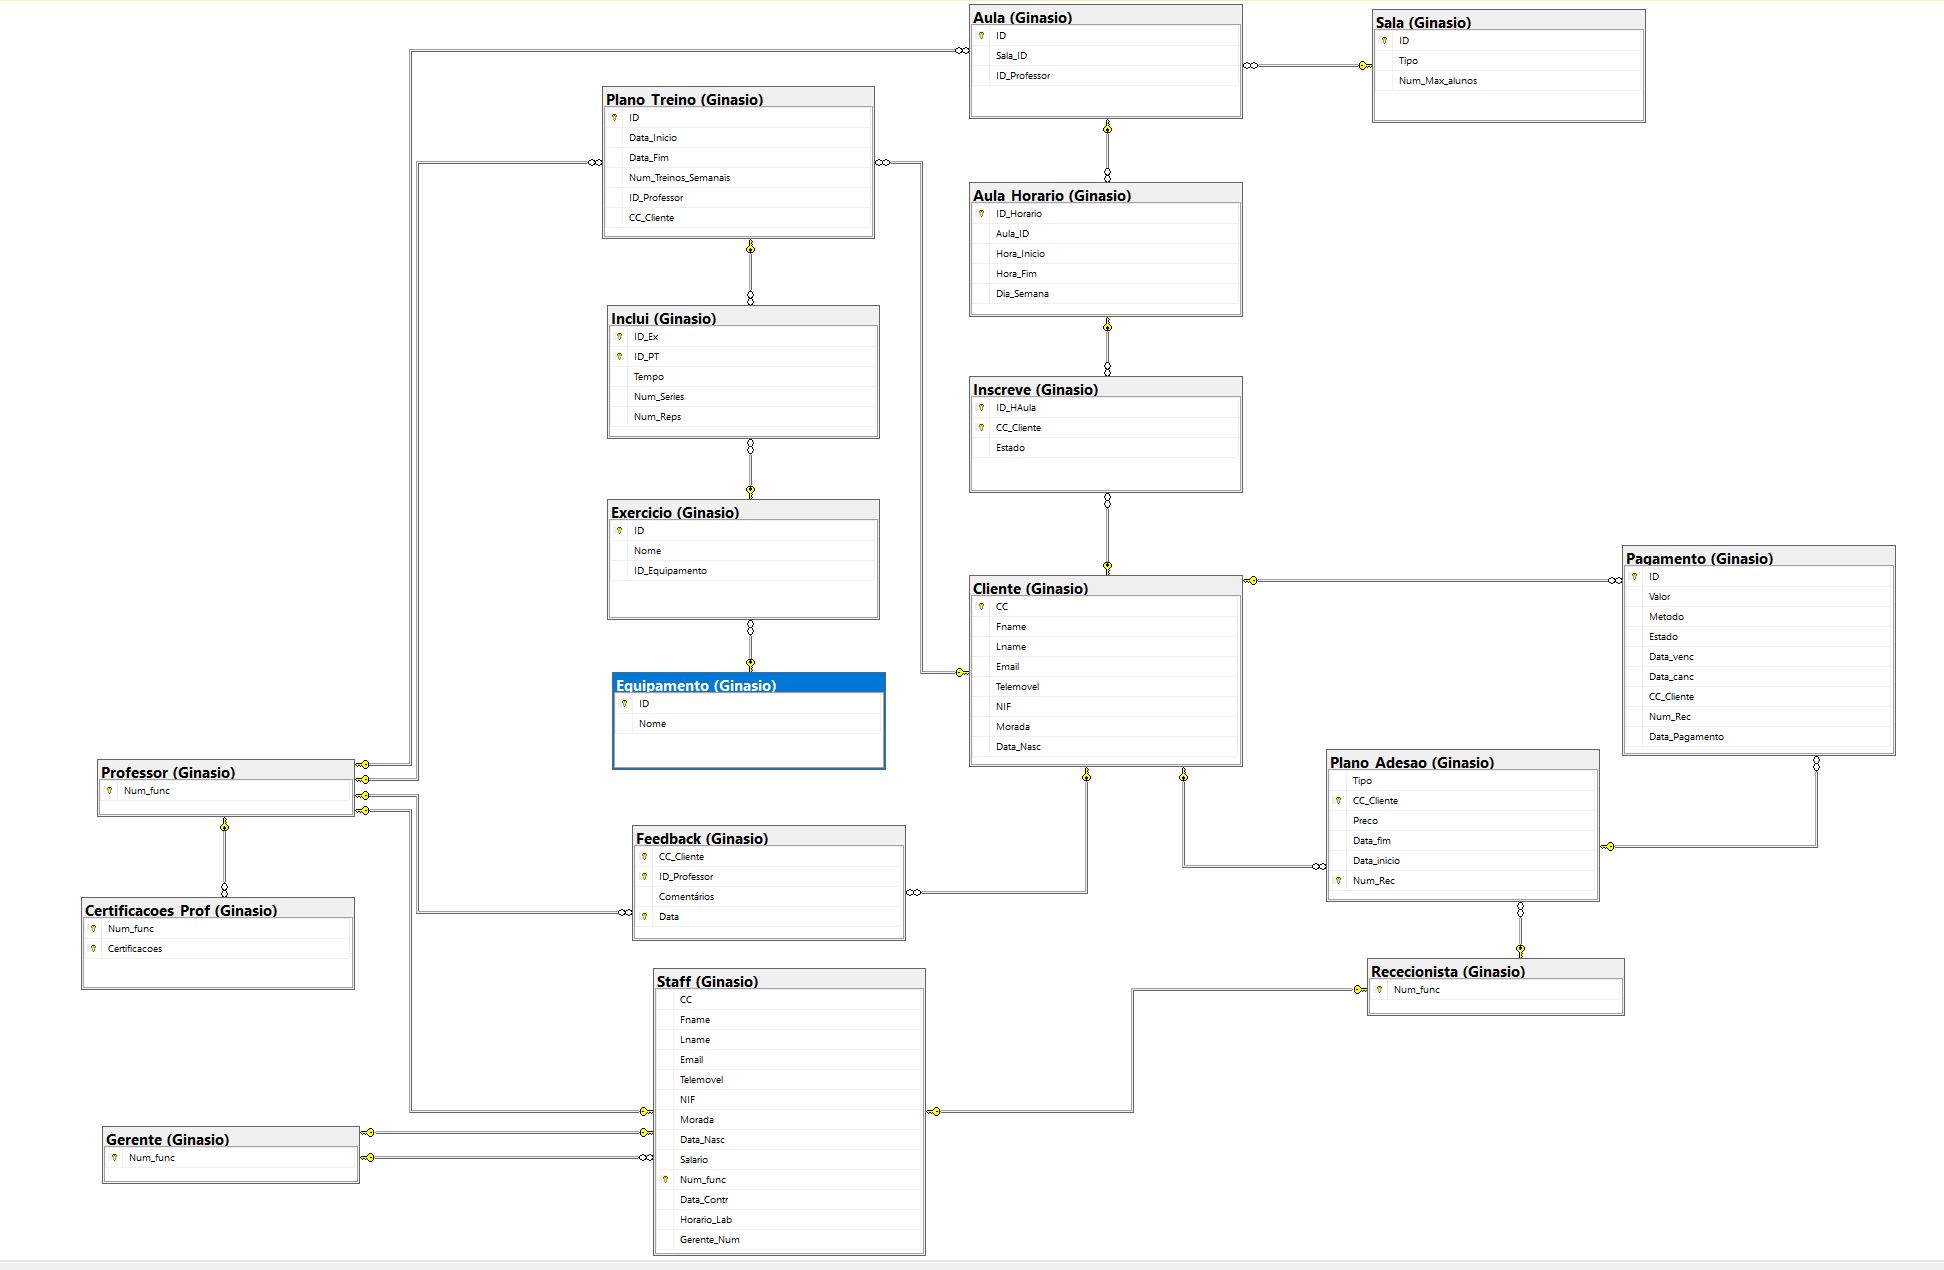 Aula (Ginasio)
ID
Sala_ID
ID_Professor
Sala (Ginasio)
ID
Tipo
Num_Max_alunos
Plano_Treino (Ginasio)
ID
Data_Inicio
Data_Fim
Num_Treinos_Semanais
ID_Professor
CC_Cliente
Aula_Horario (Ginasio)
ID_Horario
Aula_ID
Hora_Inicio
Hora_Fim
Dia_Semana
Inclui (Ginasio)
ID_Ex
ID_PT
Tempo
Num_Series
Num_Reps
Inscreve (Ginasio)
ID_HAula
CC_Cliente
Estado
Exercicio (Ginasio)
ID
Nome
ID_Equipamento
Cliente (Ginasio)
CC
Fname
Lname
Email
Telemovel
NIF
Morada
Data_Nasc
Pagamento (Ginasio)
ID
Valor
Metodo
Estado
Data_venc
Data_canc
CC_Cliente
Num_Rec
Data_Pagamento
Equipamento (Ginasio)
ID
Nome
Professor (Ginasio)
Num_func
Plano_Adesao (Ginasio)
Tipo
CC_Cliente
Preco
Data_fim
Data_inicio
Num_Rec
Feedback (Ginasio)
CC_Cliente
ID_Professor
Comentários
Data
Certificacoes_Prof (Ginasio)
Num_func
Certificacoes
Staff (Ginasio)
CC
Fname
Lname
Email
Telemovel
NIF
Morada
Data_Nasc
Salario
Num_func
Data_Contr
Horario_Lab
Gerente_Num
Rececionista (Ginasio)
Num_func
Gerente (Ginasio)
Num_func